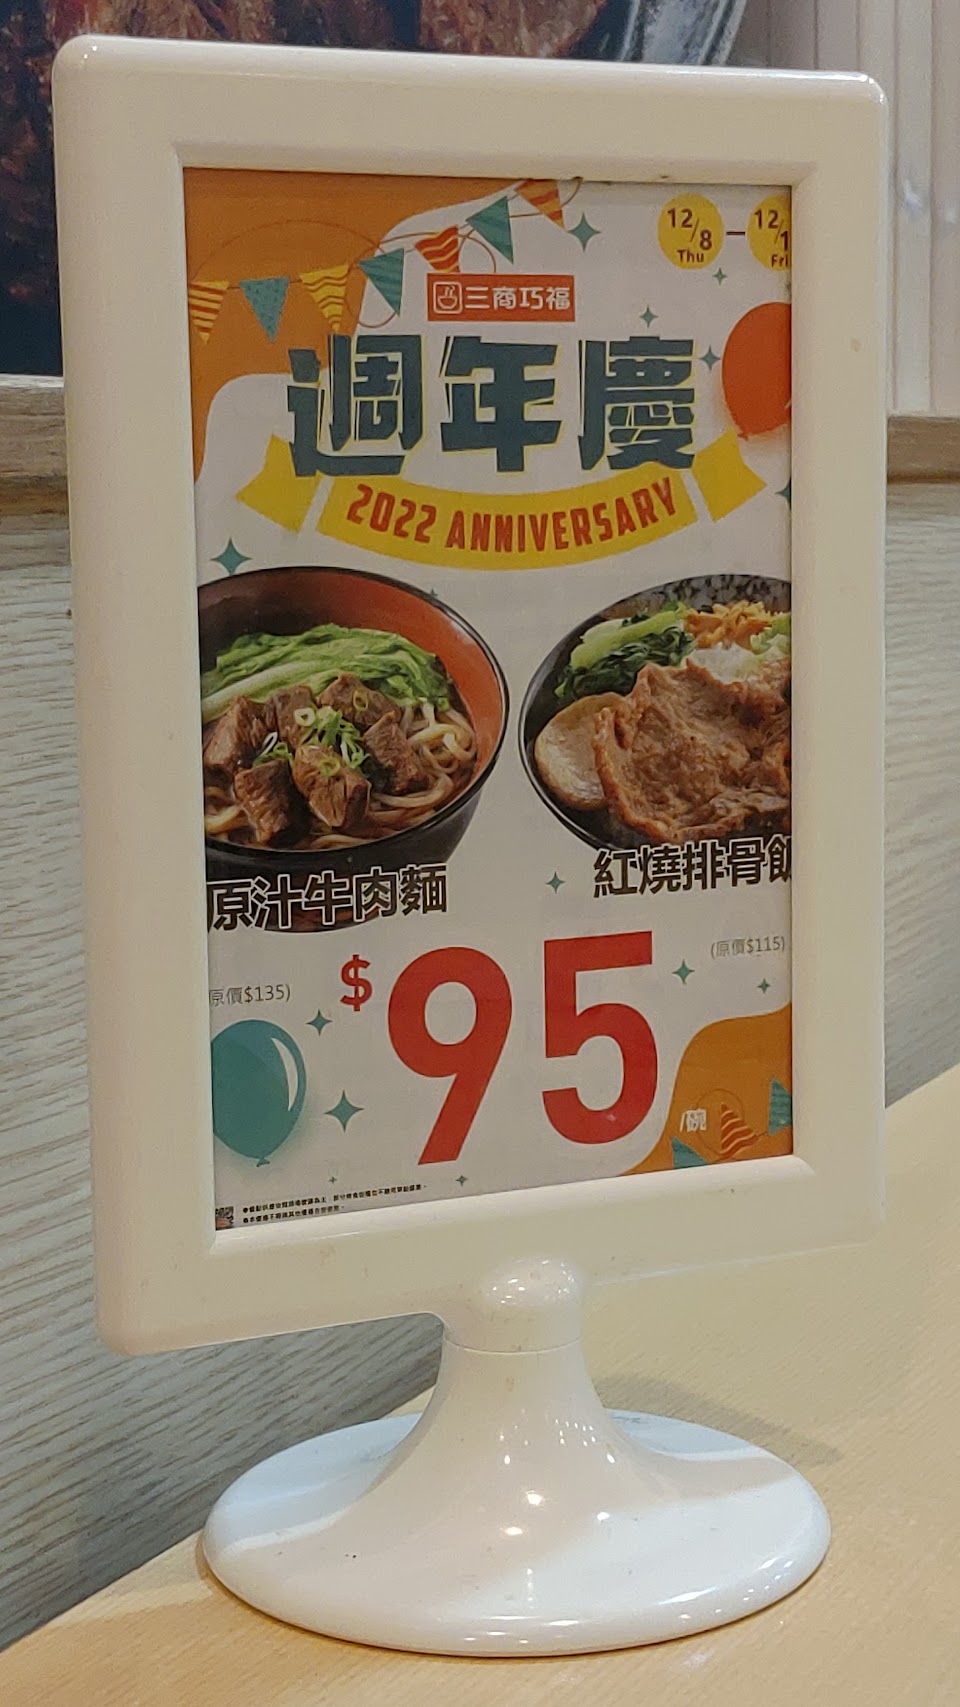 12/8
Thu
—
12/1
Fri
三商巧福
週年慶
2022 ANNIVERSARY
原汁牛肉麵
紅燒排骨飯
(原價$115)
原價$135)
$95
/碗